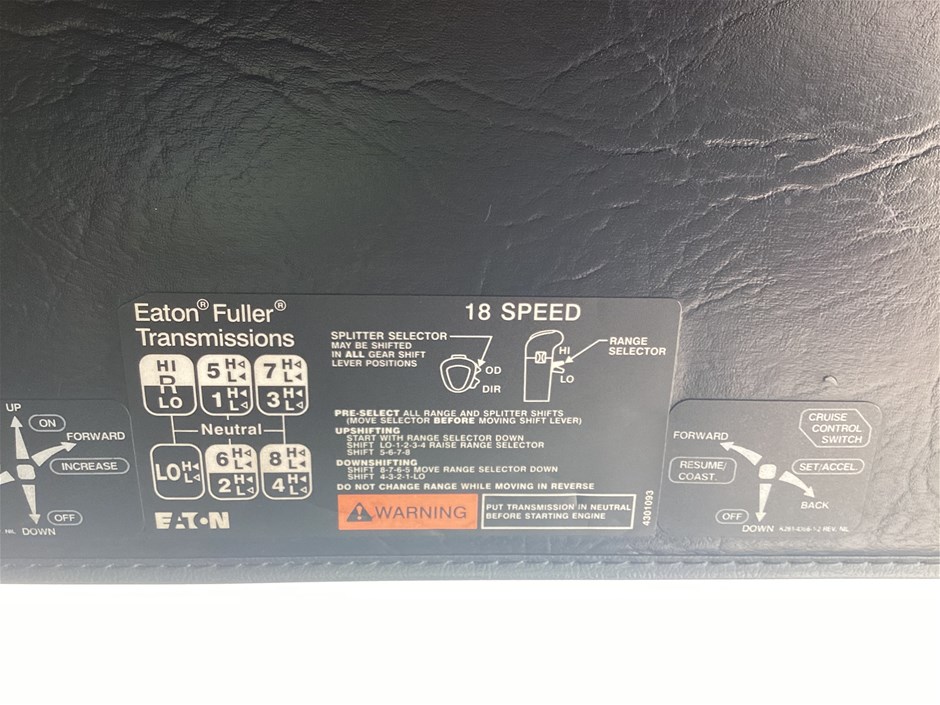 Eaton® Fuller®
Transmissions
18 SPEED
SPLITTER SELECTOR
MAY BE SHIFTED
IN ALL GEAR SHIFT
LEVER POSITIONS
OD
DIR
HI
LO
RANGE
SELECTOR
HI
R
LO
5 H L
1 H L
7 H L
3 H L
Neutral
LO H L
6 H L
2 H L
8 H L
4 H L
EATON
PRE-SELECT ALL RANGE AND SPLITTER SHIFTS
(MOVE SELECTOR BEFORE MOVING SHIFT LEVER)
UPSHIFTING
START WITH RANGE SELECTOR DOWN
SHIFT LO-1-2-3-4 RAISE RANGE SELECTOR
SHIFT 5-6-7-8
DOWNSHIFTING
SHIFT 8-7-6-5 MOVE RANGE SELECTOR DOWN
SHIFT 4-3-2-1-LO
DO NOT CHANGE RANGE WHILE MOVING IN REVERSE
WARNING
PUT TRANSMISSION IN NEUTRAL
BEFORE STARTING ENGINE
4301093
UP
ON
FORWARD
INCREASE
OFF
DOWN
NL
CRUISE
CONTROL
SWITCH
FORWARD
RESUME/
COAST.
SET/ACCEL.
BACK
OFF
DOWN
REV. NL